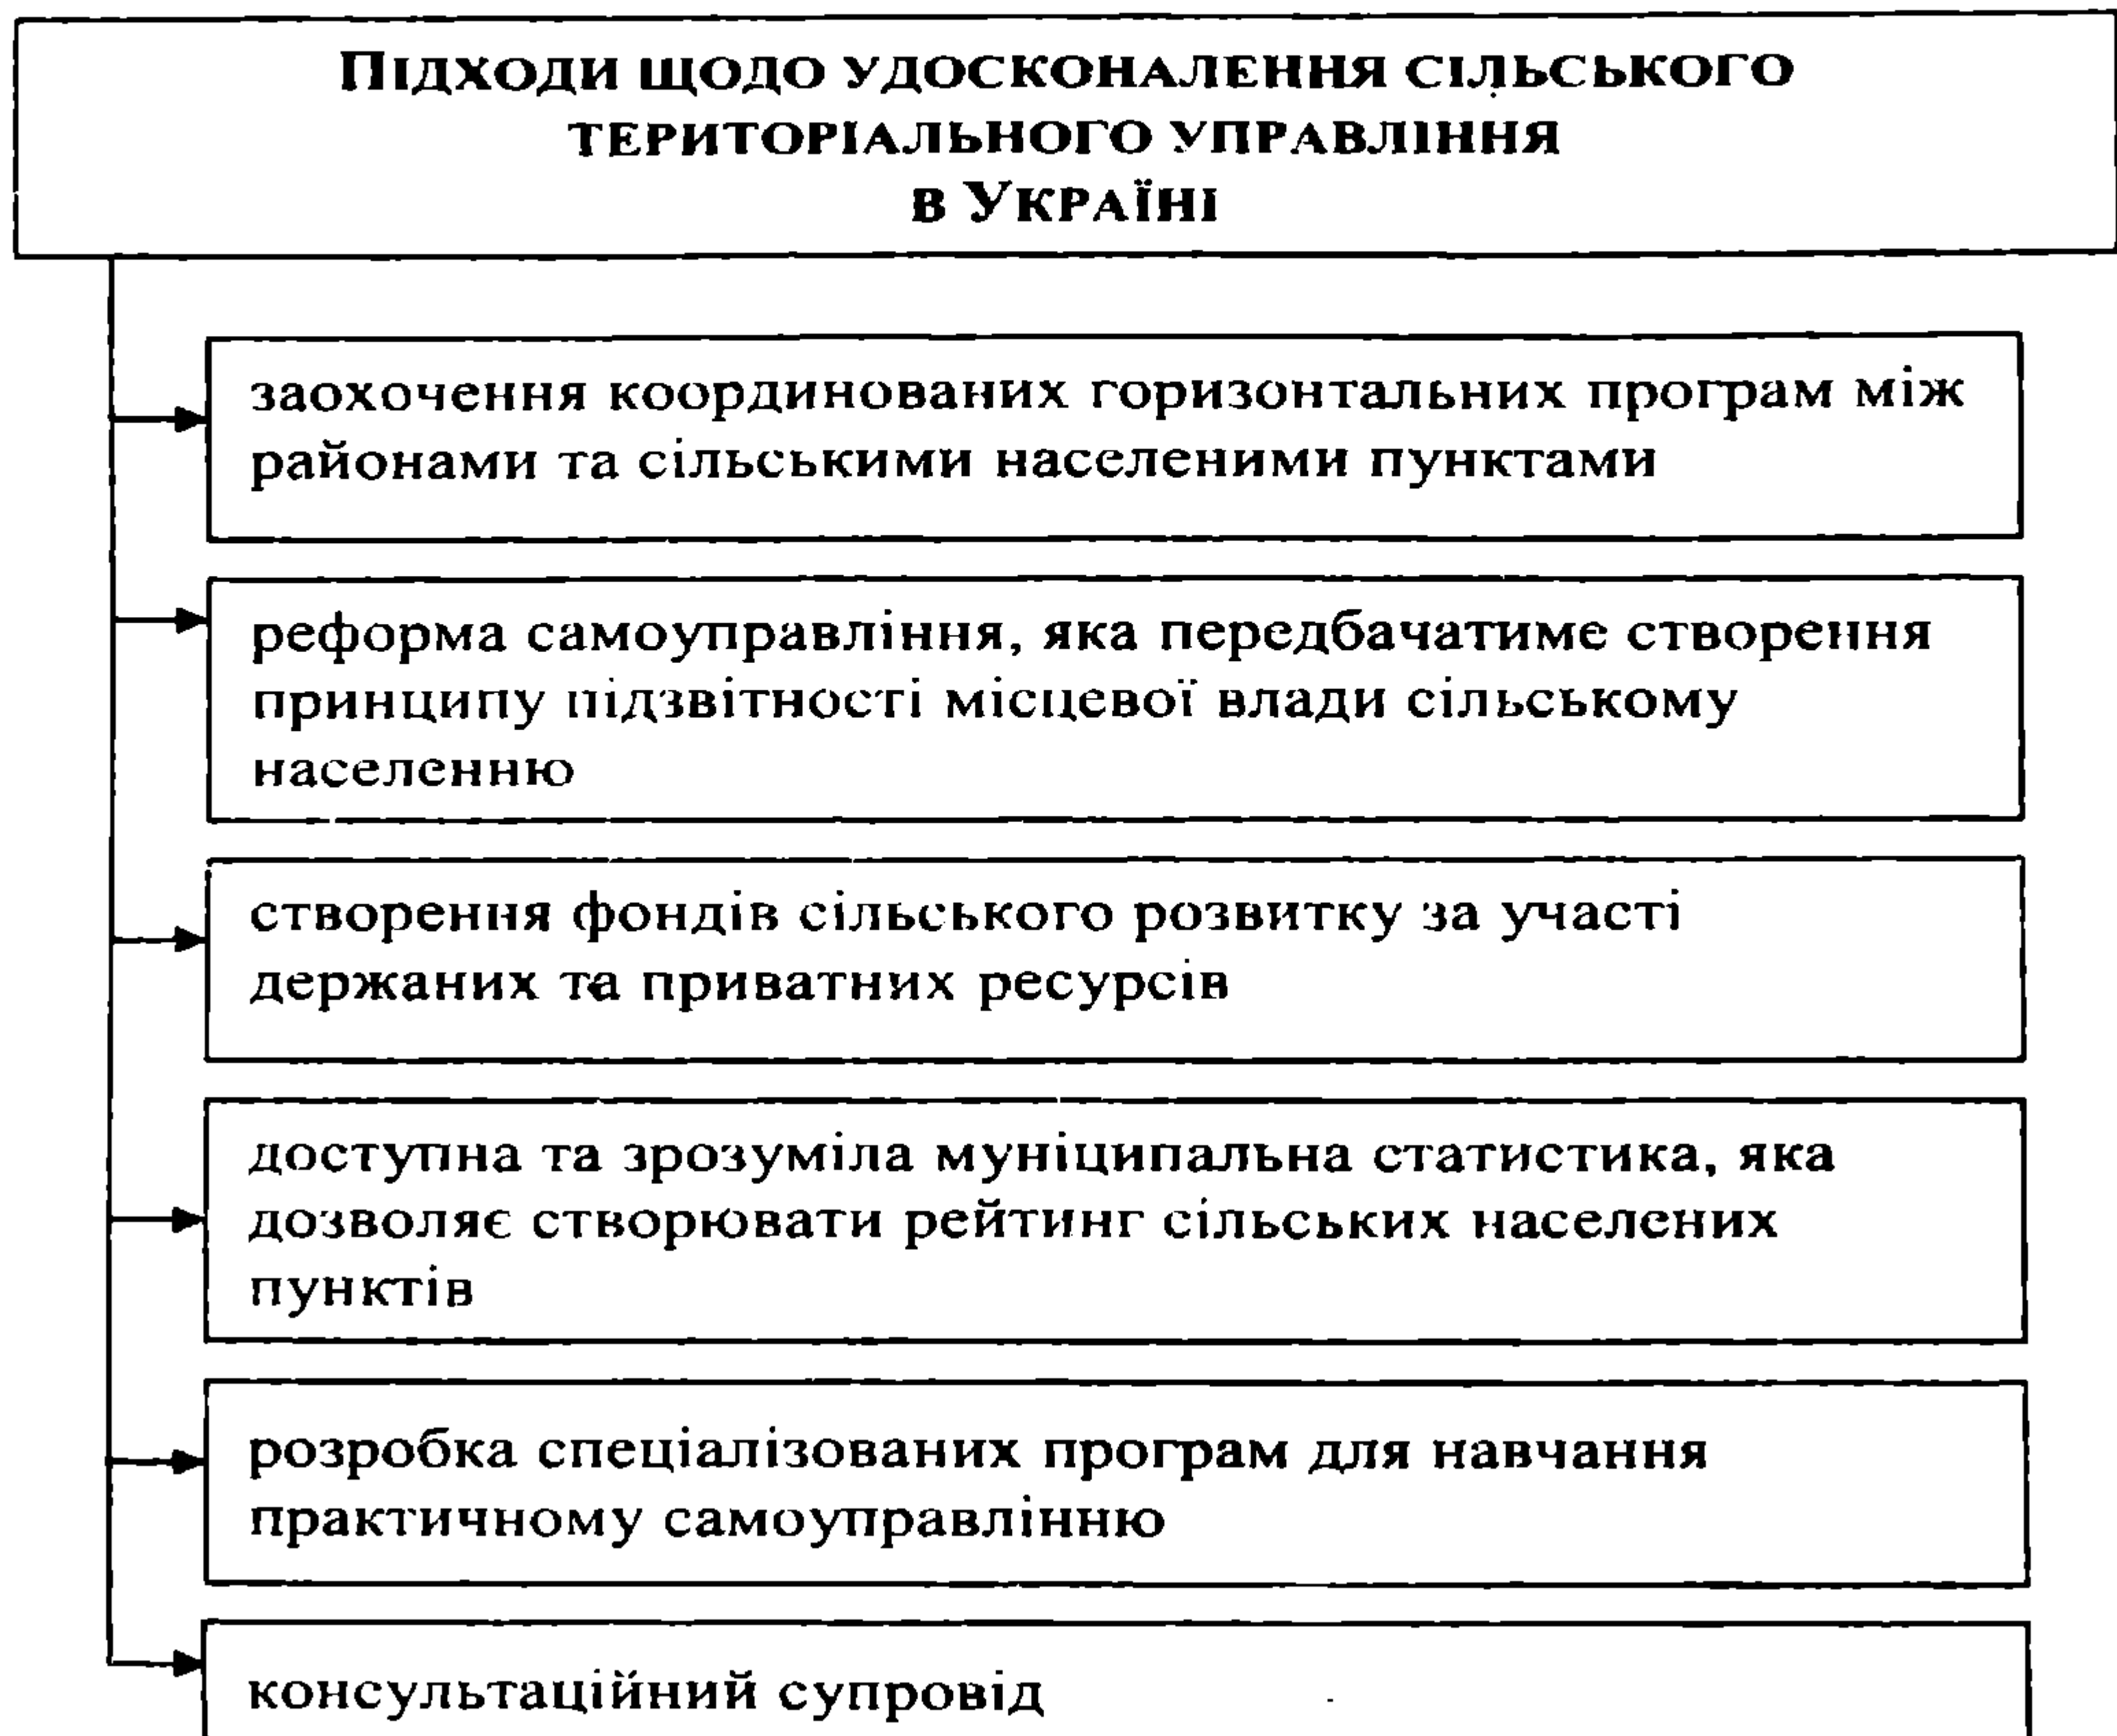 Підходи щодо удосконалення сільського
територіального управління
в Україні
заохочення координованих горизонтальних програм між
районами та сільськими населеними пунктами
реформа самоуправління, яка передбачатиме створення
принципу підзвітності місцевої влади сільському
населенню
створення фондів сільського розвитку за участі
держаних та приватних ресурсів
доступна та зрозуміла муніципальна статистика, яка
дозволяє створювати рейтинг сільських населених
пунктів
розробка спеціалізованих програм для навчання
практичному самоуправлінню
консультаційний супровід